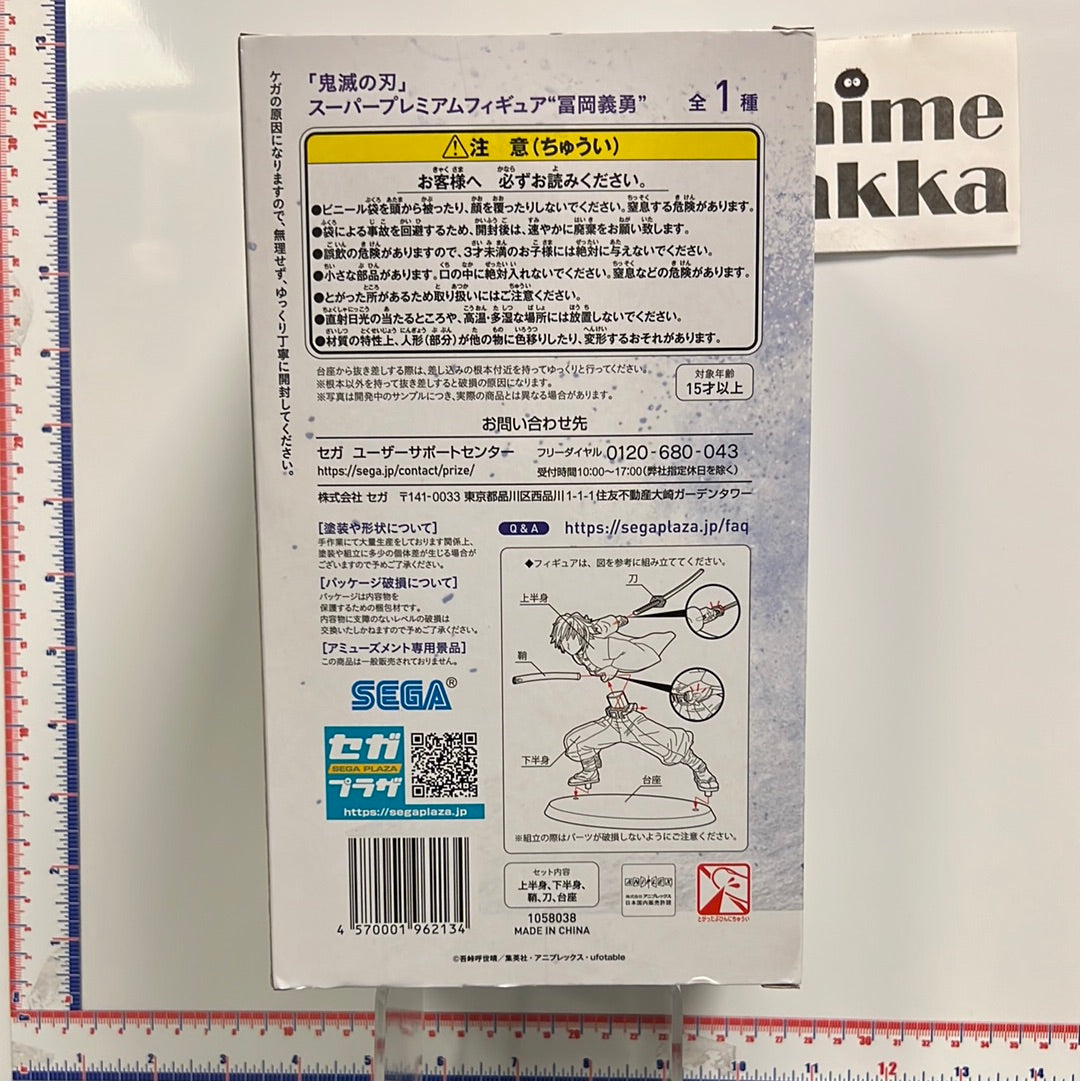 「鬼滅の刃」
スーパープレミアムフィギュア“冨岡義勇” 全1種
ケガの原因になりますので、無理せず、ゆっくり丁寧に開封してください。
⚠注 意(ちゅうい)
お客様へ 必ずお読みください。
●ビニール袋を頭から被ったり、顔を覆ったりしないでください。窒息する危険があります。
●袋による事故を回避するため、開封後は、速やかに廃棄をお願い致します。
●誤飲の危険がありますので、3才未満のお子様には絶対に与えないでください。
●小さな部品があります。口の中に絶対入れないでください。窒息などの危険があります。
●とがった所があるため取り扱いにはご注意ください。
●直射日光の当たるところや、高温・多湿な場所には放置しないでください。
●材質の特性上、人形(部分)が他の物に色移りしたり、変形するおそれがあります。
台座から抜き差しする際は、差し込みの根本付近を持ってゆっくりと行ってください。
※根本以外を持って抜き差しすると破損の原因になります。
※写真は開発中のサンプルにつき、実際の商品とは異なる場合があります。
対象年齢
15才以上
お問い合わせ先
セガ ユーザーサポートセンター フリーダイヤル 0120-680-043
https://sega.jp/contact/prize/ 受付時間10:00〜17:00(弊社指定休日を除く)
株式会社 セガ 〒141-0033 東京都品川区西品川1-1-1住友不動産大崎ガーデンタワー
[塗装や形状について]
手作業にて大量生産をしております関係上、
塗装や組立に多少の個体差が生じる場合が
ございますので予めご了承ください。
[パッケージ破損について]
パッケージは内容物を
保護するための梱包材です。
内容物に支障のないレベルの破損は
交換いたしかねますので予めご了承ください。
[アミューズメント専用景品]
この商品は一般販売されておりません。
SEGA®
セガ
SEGA PLAZA
プラザ
https://segaplaza.jp
4 570001 962134
Q&A https://segaplaza.jp/faq
◆フィギュアは、図を参考に組み立ててください。
刀
上半身
鞘
下半身
台座
※組立の際はパーツが破損しないようにご注意ください。
セット内容
上半身、下半身、
鞘、刀、台座
1058038
MADE IN CHINA
ANIPLEX
株式会社 アニプレックス
日本国内販売許諾
とがったぶひんにちゅうい
©吾峠呼世晴/集英社・アニプレックス・ufotable
nime
akka